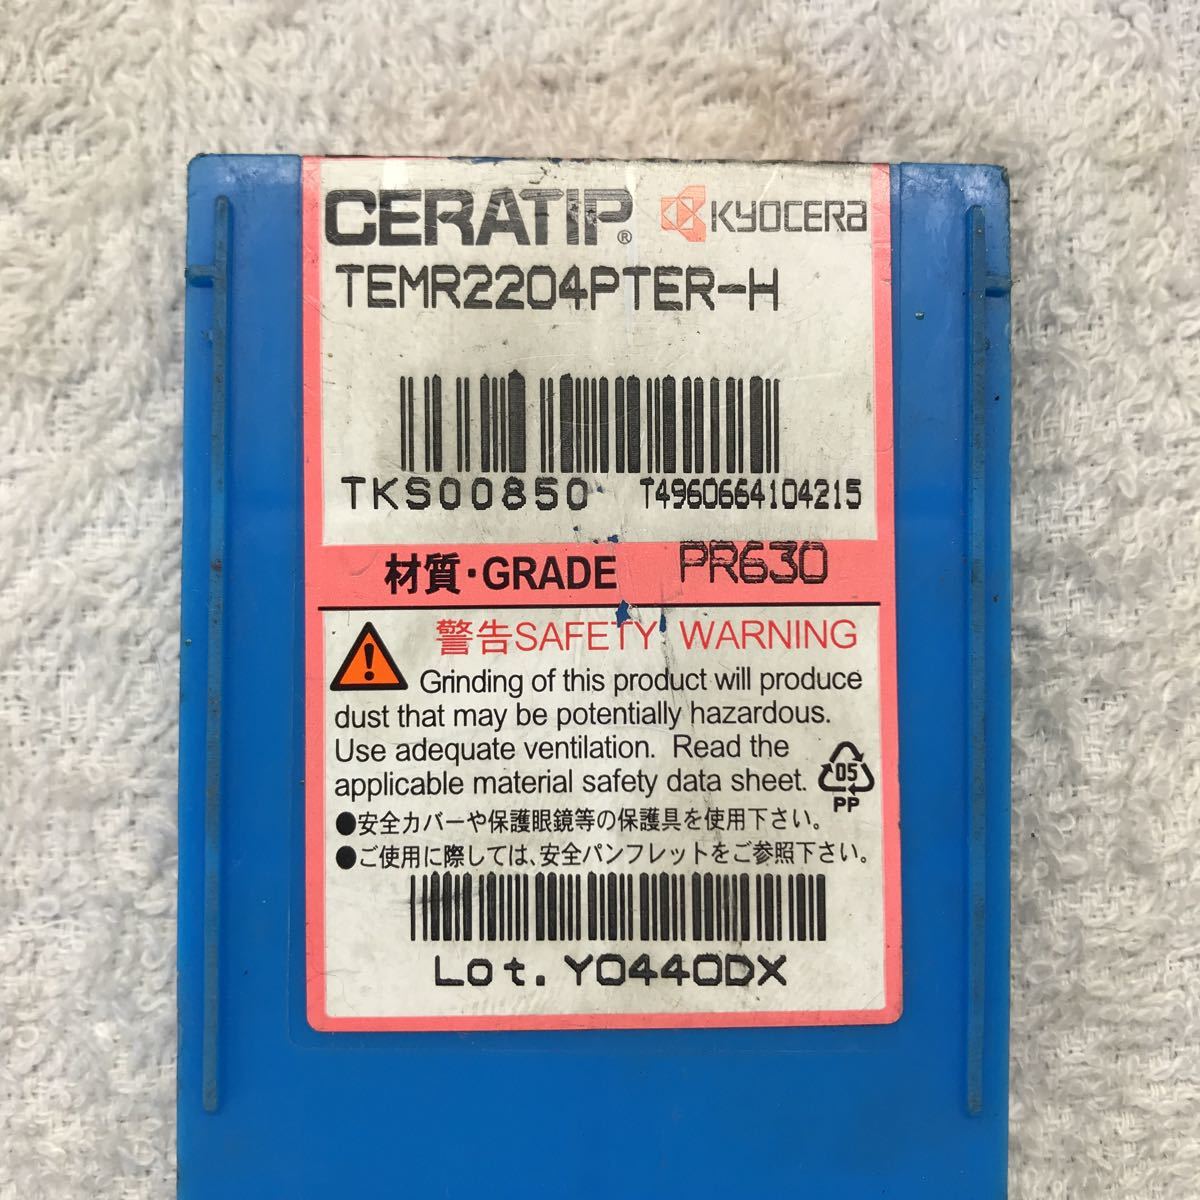 CERATIP® KYOCERA
TEMR2204PTER-H
TKS00850 T4960664104215
材質・GRADE PR630
警告SAFETY WARNING
Grinding of this product will produce
dust that may be potentially hazardous.
Use adequate ventilation. Read the
applicable material safety data sheet.
05
PP
●安全カバーや保護眼鏡等の保護具を使用下さい。
●ご使用に際しては、安全パンフレットをご参照下さい。
Lot. Y0440DX